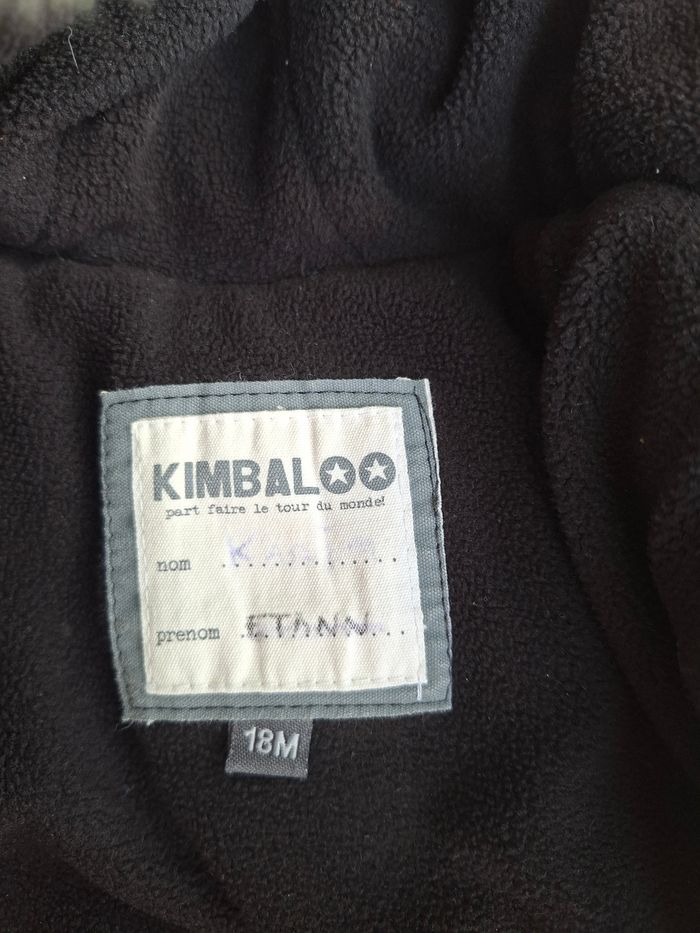 KIMBALOO
part faire le tour du monde!
nom
prenom ETANN
18M